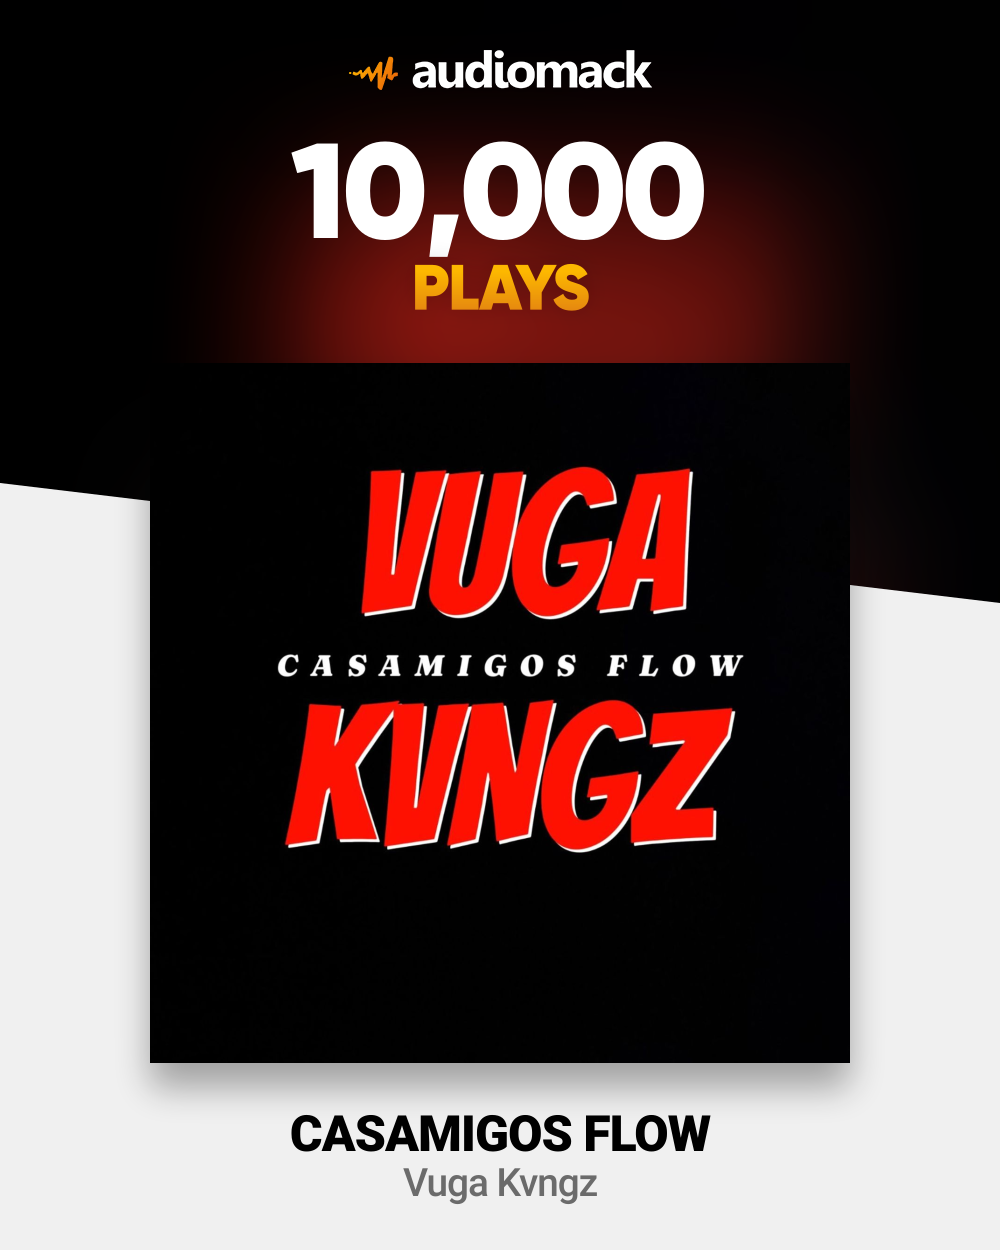 audiomack
10,000
PLAYS
VUGA
CASAMIGOS FLOW
KVNGZ
CASAMIGOS FLOW
Vuga Kvngz